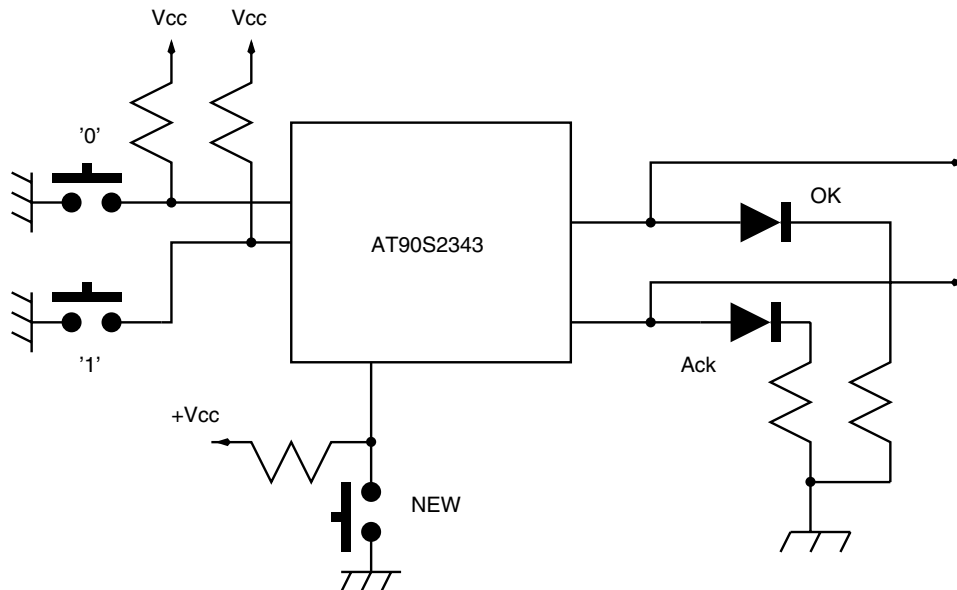 Vcc
Vcc
'0'
OK
AT90S2343
'1'
Ack
+Vcc
NEW